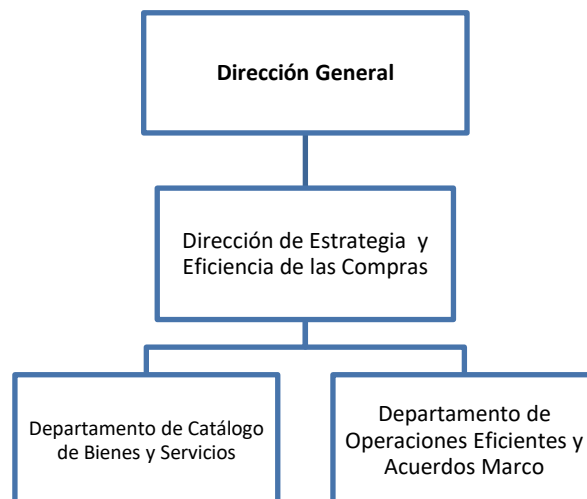 Dirección General
Dirección de Estrategia y
Eficiencia de las Compras
Departamento de Catálogo
de Bienes y Servicios
Departamento de
Operaciones Eficientes y
Acuerdos Marco